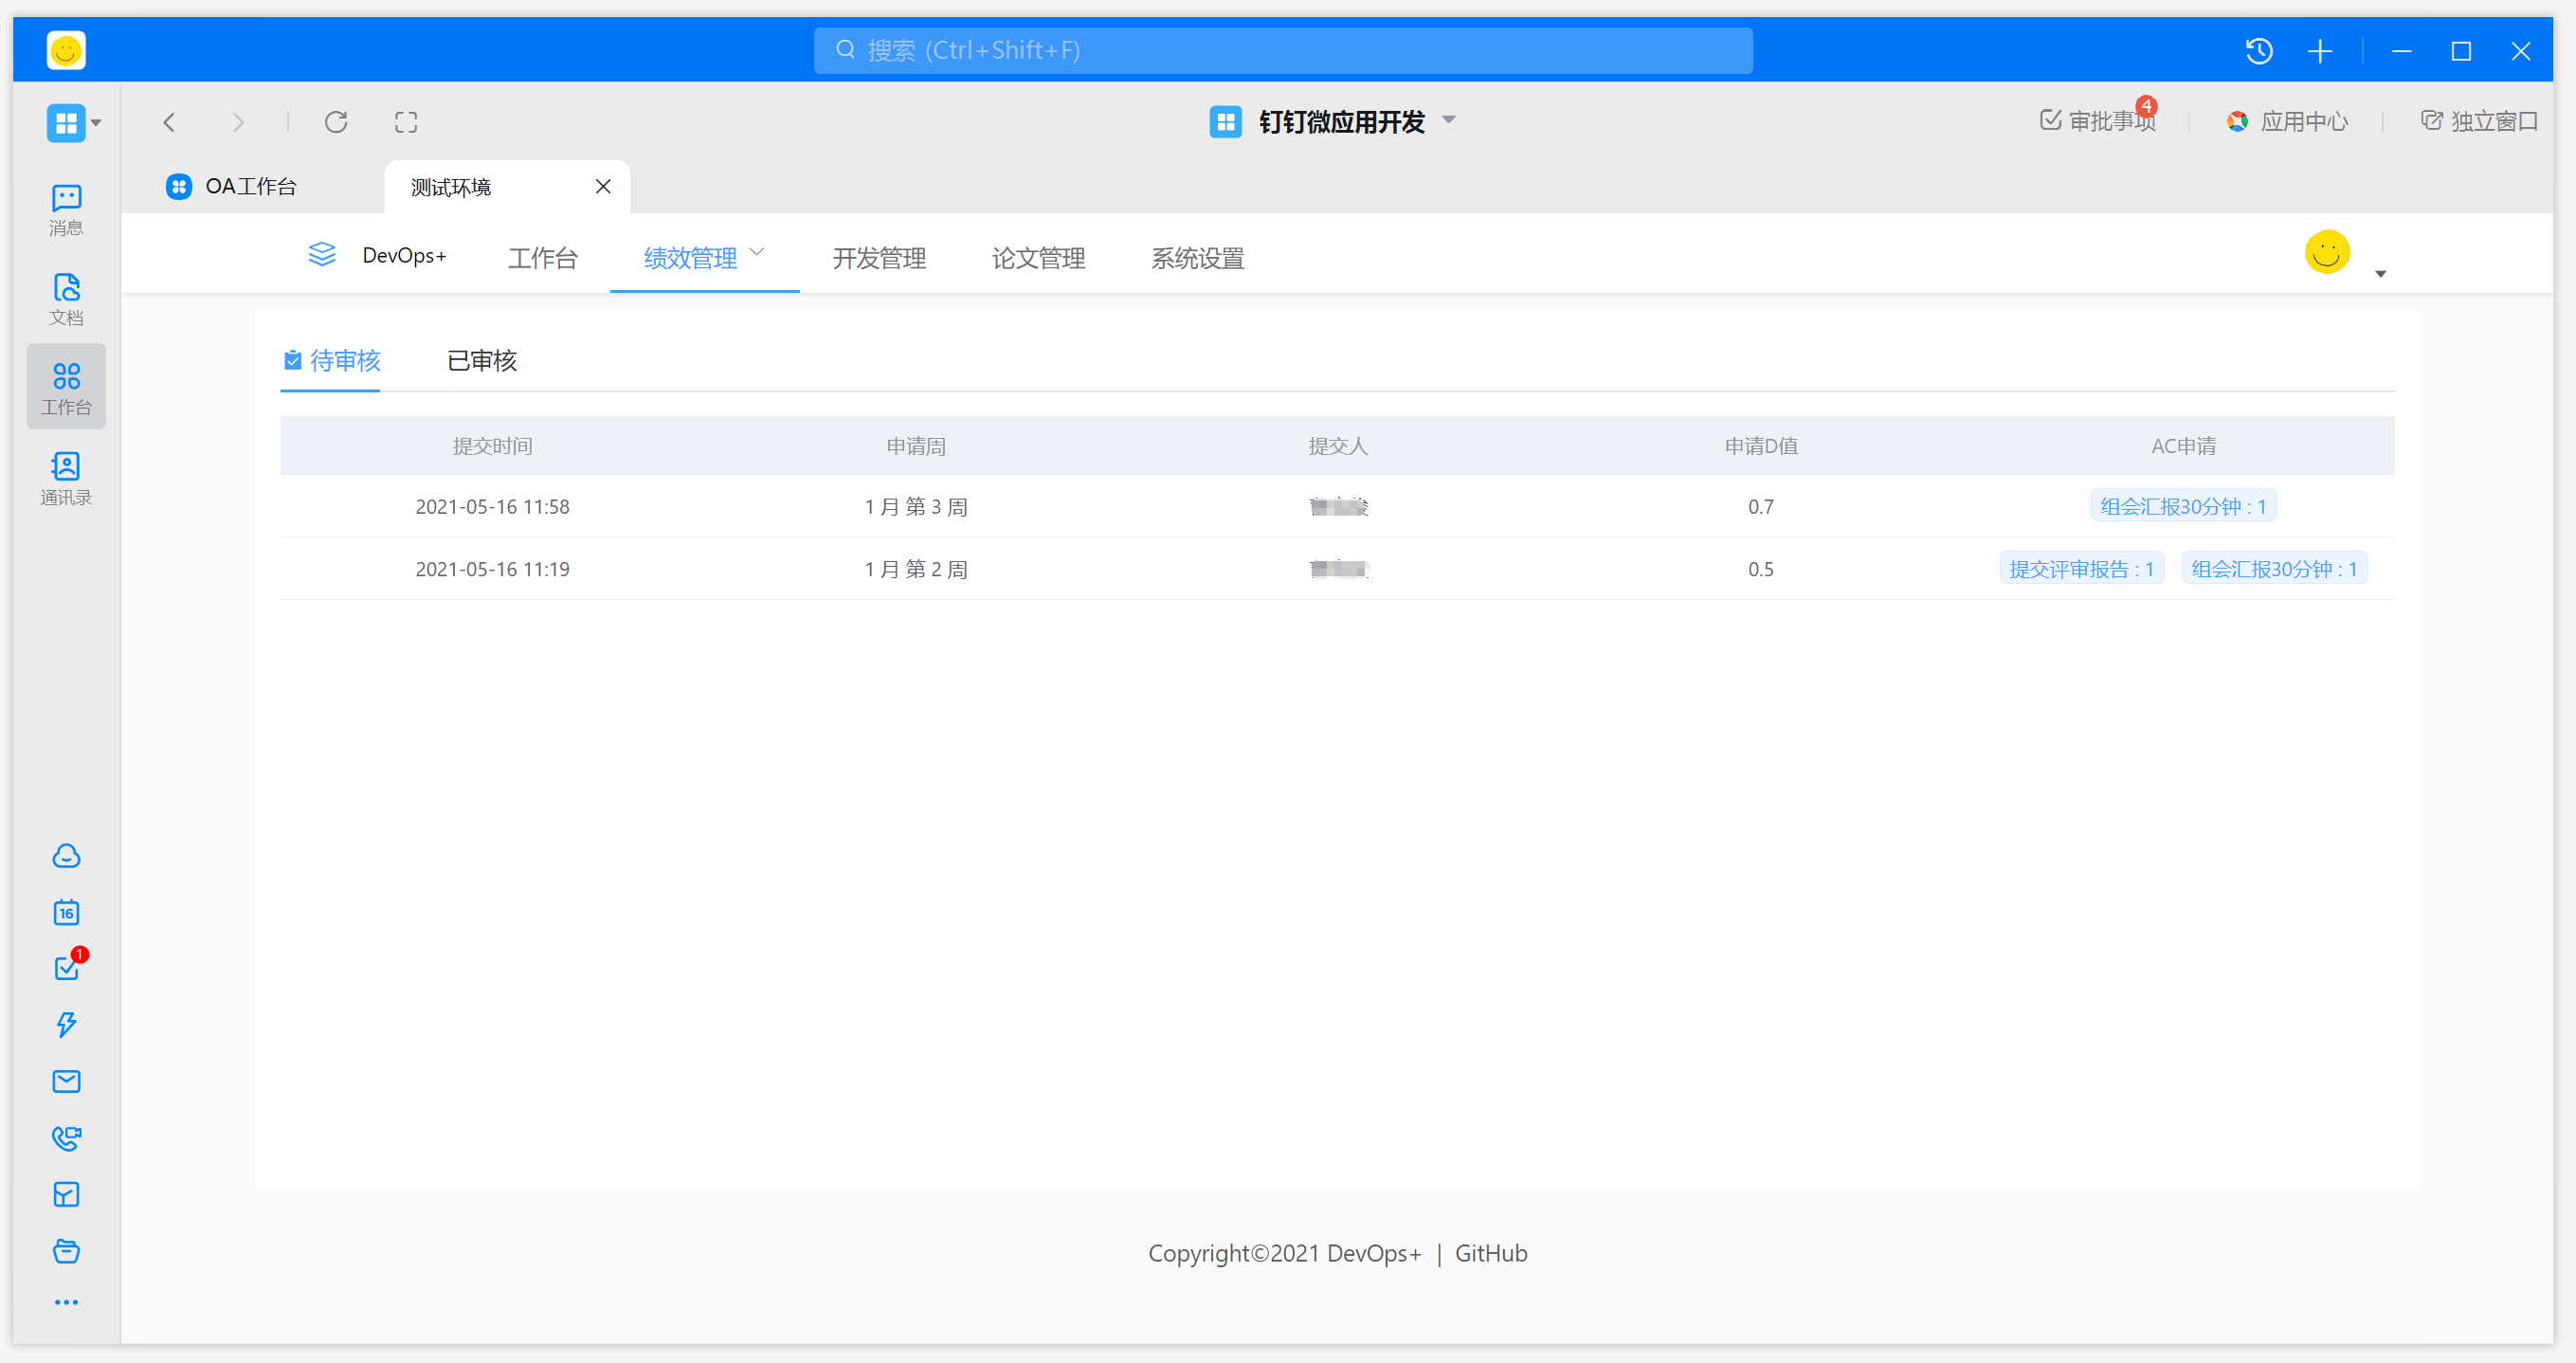 搜索 (Ctrl+Shift+F)
钉钉微应用开发
审批事项 4
应用中心
独立窗口
OA工作台
测试环境
消息
文档
工作台
通讯录
16
1
DevOps+
工作台
绩效管理
开发管理
论文管理
系统设置
待审核
已审核
提交时间 申请周 提交人 申请D值 AC申请
2021-05-16 11:58 1 月 第 3 周 0.7 组会汇报30分钟 : 1
2021-05-16 11:19 1 月 第 2 周 0.5 提交评审报告 : 1 组会汇报30分钟 : 1
Copyright©2021 DevOps+ | GitHub